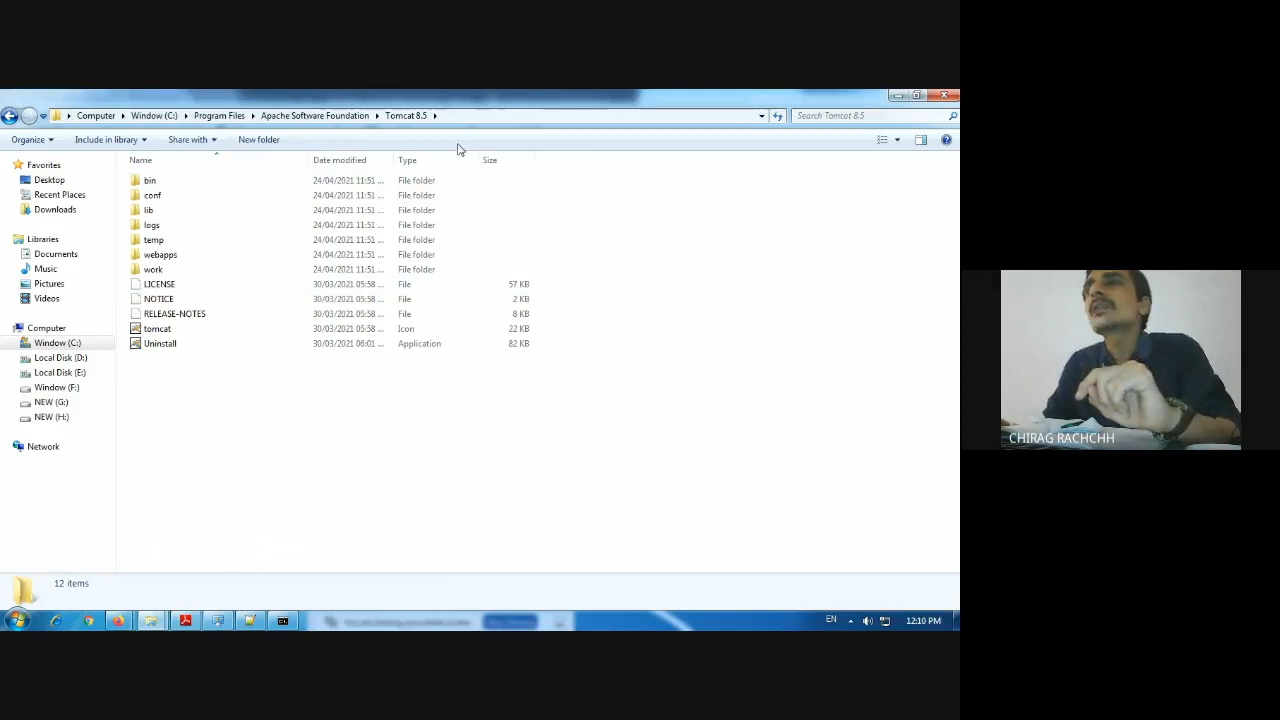 Computer Window (C:) Program Files Apache Software Foundation Tomcat 8.5
Search Tomcat 8.5
Organize Include in library Share with New folder
Name Date modified Type Size
Favorites
Desktop
Recent Places
Downloads
Libraries
Documents
Music
Pictures
Videos
Computer
Window (C:)
Local Disk (D:)
Local Disk (E:)
Window (F:)
NEW (G:)
NEW (H:)
Network
bin 24/04/2021 11:51 ... File folder
conf 24/04/2021 11:51 ... File folder
lib 24/04/2021 11:51 ... File folder
logs 24/04/2021 11:51 ... File folder
temp 24/04/2021 11:51 ... File folder
webapps 24/04/2021 11:51 ... File folder
work 24/04/2021 11:51 ... File folder
LICENSE 30/03/2021 05:58 ... File 57 KB
NOTICE 30/03/2021 05:58 ... File 2 KB
RELEASE-NOTES 30/03/2021 05:58 ... File 8 KB
tomcat 30/03/2021 05:58 ... Icon 22 KB
Uninstall 30/03/2021 06:01 ... Application 82 KB
12 items
EN 12:10 PM
CHIRAG RACHCHH